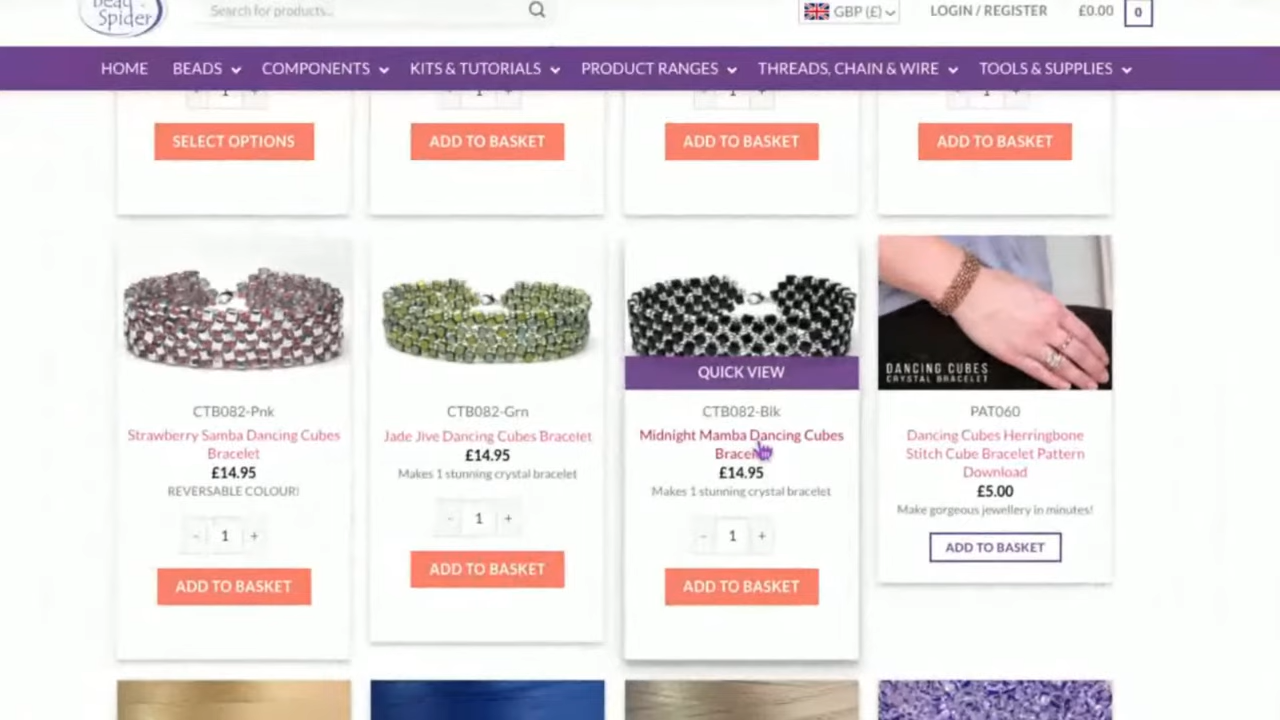 Bead
Spider
Search for products...
GBP (£)
LOGIN / REGISTER
£0.00
0
HOME
BEADS
COMPONENTS
KITS & TUTORIALS
PRODUCT RANGES
THREADS, CHAIN & WIRE
TOOLS & SUPPLIES
- 1 +
- 1 +
- 1 +
- 1 +
SELECT OPTIONS
ADD TO BASKET
ADD TO BASKET
ADD TO BASKET
CTB082-Pnk
Strawberry Samba Dancing Cubes
Bracelet
£14.95
REVERSABLE COLOUR!
- 1 +
ADD TO BASKET
CTB082-Grn
Jade Jive Dancing Cubes Bracelet
£14.95
Makes 1 stunning crystal bracelet
- 1 +
ADD TO BASKET
QUICK VIEW
CTB082-Blk
Midnight Mamba Dancing Cubes
Bracelet
£14.95
Makes 1 stunning crystal bracelet
- 1 +
ADD TO BASKET
DANCING CUBES
CRYSTAL BRACELET
PAT060
Dancing Cubes Herringbone
Stitch Cube Bracelet Pattern
Download
£5.00
Make gorgeous jewellery in minutes!
ADD TO BASKET